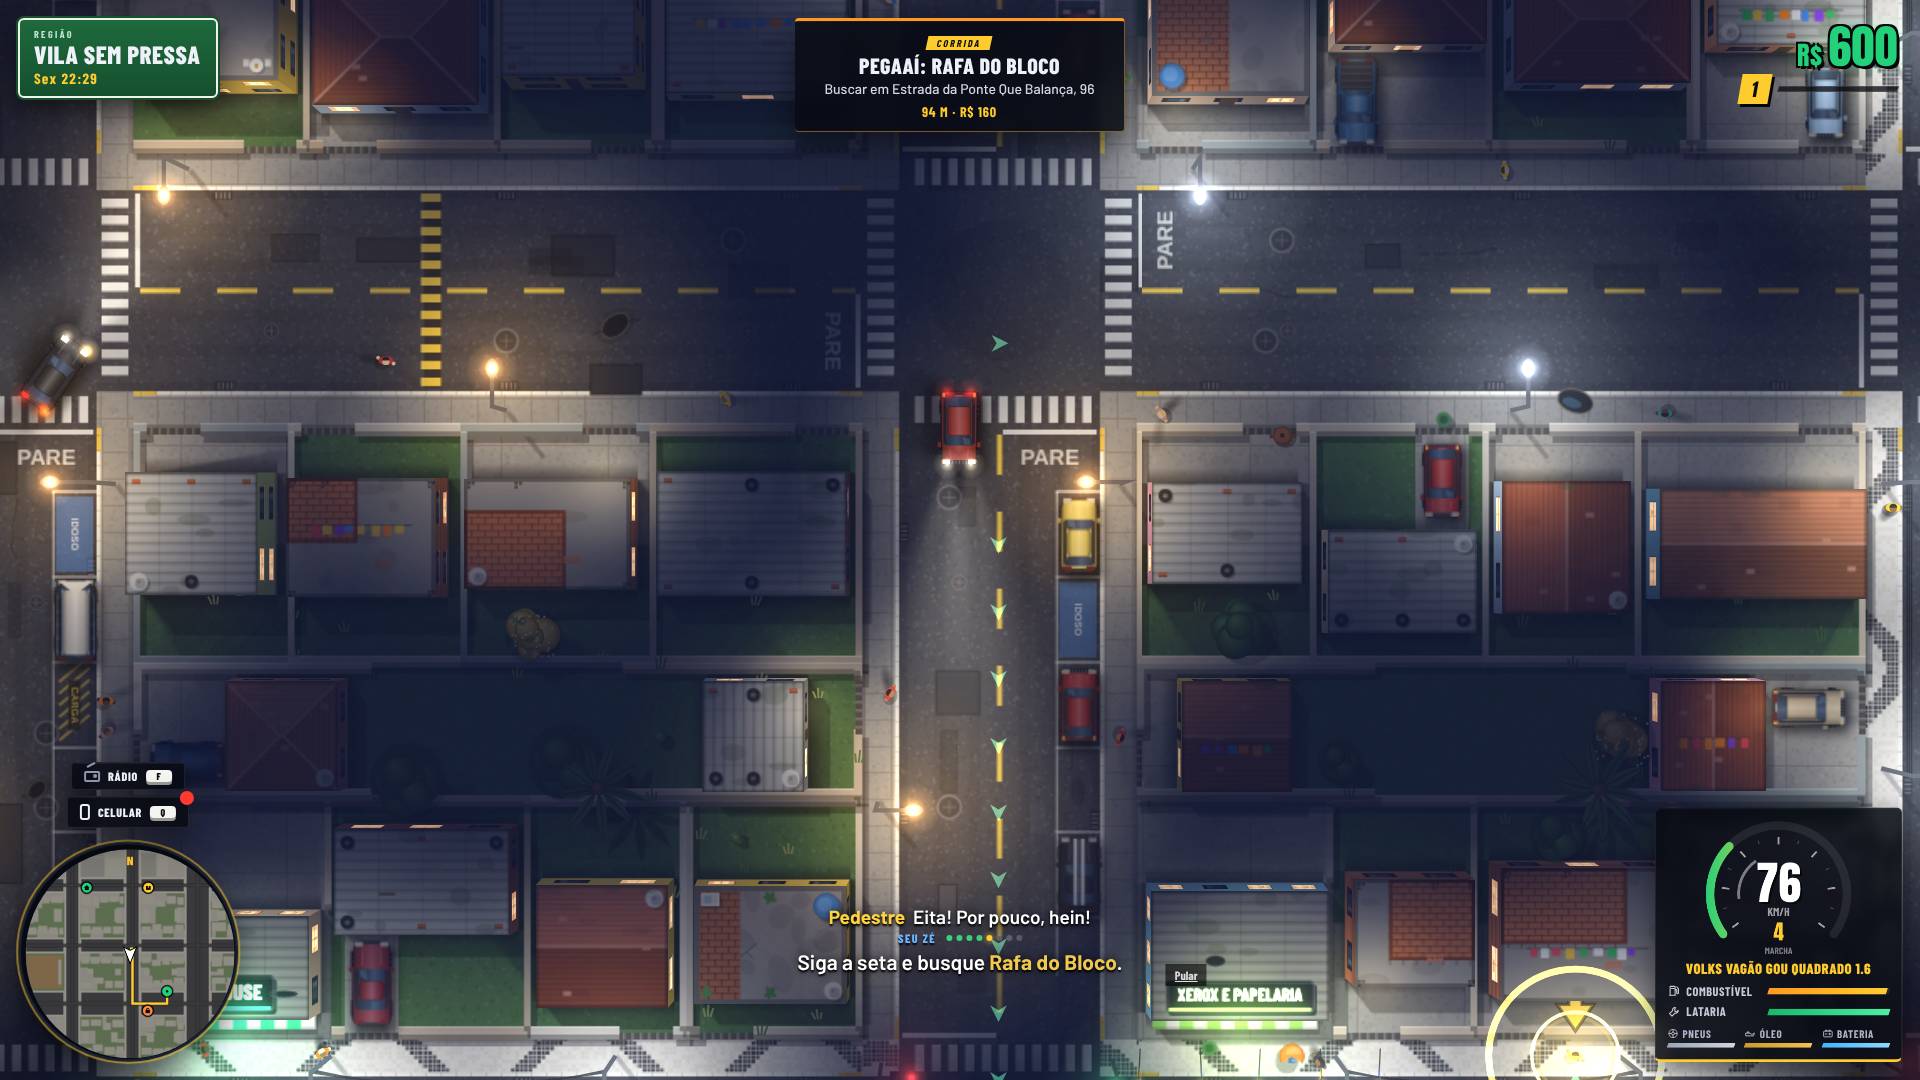 REGIÃO
VILA SEM PRESSA
Sex 22:29
CORRIDA
PEGAAÍ: RAFA DO BLOCO
Buscar em Estrada da Ponte Que Balança, 96
94 M · R$ 160
R$ 600
1
PARE
PARE
PARE
PARE
IDOSO
IDOSO
CARGA
RÁDIO F
CELULAR Q
N
M
USE
Pedestre Eita! Por pouco, hein!
SEU ZÉ
Siga a seta e busque Rafa do Bloco.
Pular
XEROX E PAPELARIA
76
KM/H
4
MARCHA
VOLKS VAGÃO GOU QUADRADO 1.6
COMBUSTÍVEL
LATARIA
PNEUS ÓLEO BATERIA